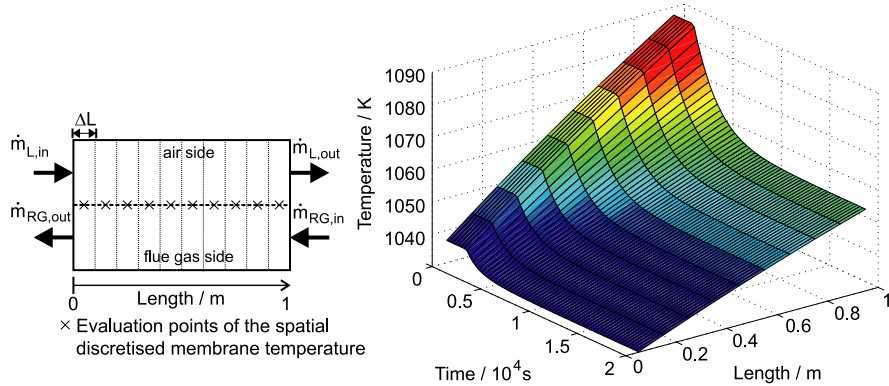 ΔL
ṁL,in
air side
ṁL,out
ṁRG,out
ṁRG,in
flue gas side
0
Length / m
1
× Evaluation points of the spatial
discretised membrane temperature
Temperature / K
1090
1080
1070
1060
1050
1040
0
0.5
1
1.5
2
Time / 10⁴s
0
0.2
0.4
0.6
0.8
1
Length / m